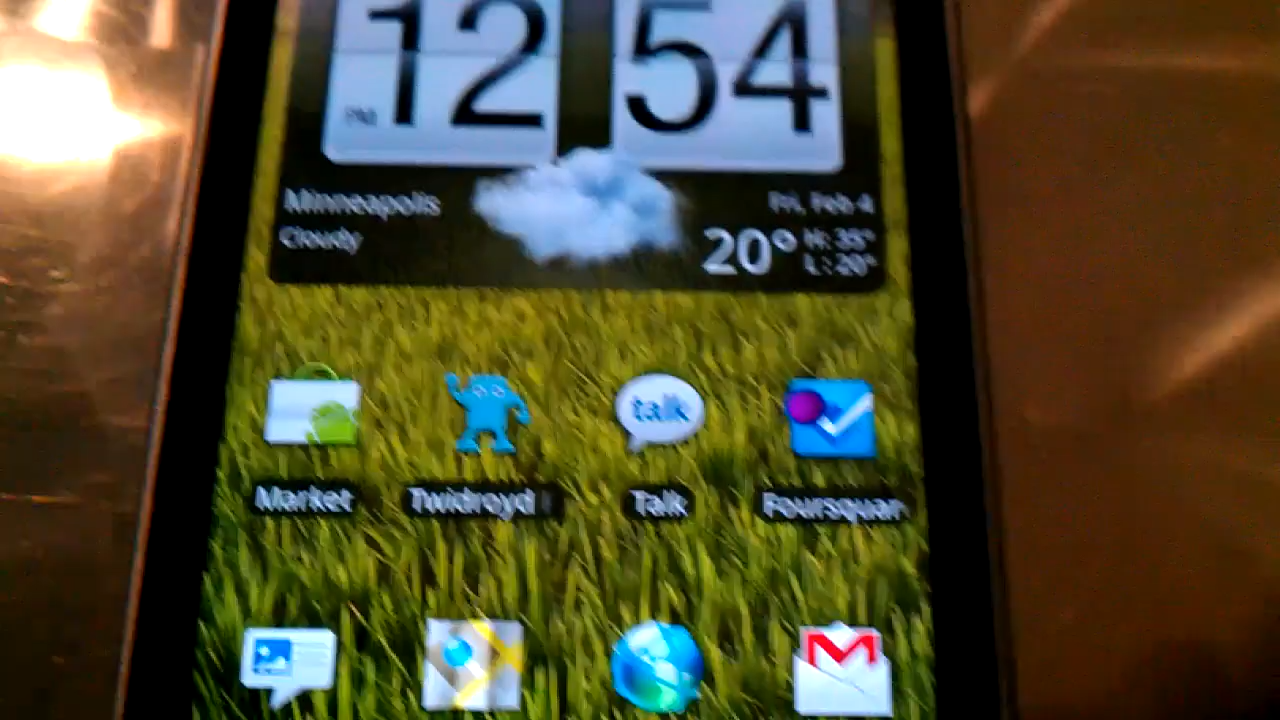 12 54
PM
Minneapolis
Fri, Feb 4
Cloudy
20° H: 35°
L: 20°
talk
Market Twidroyd Talk Foursquar